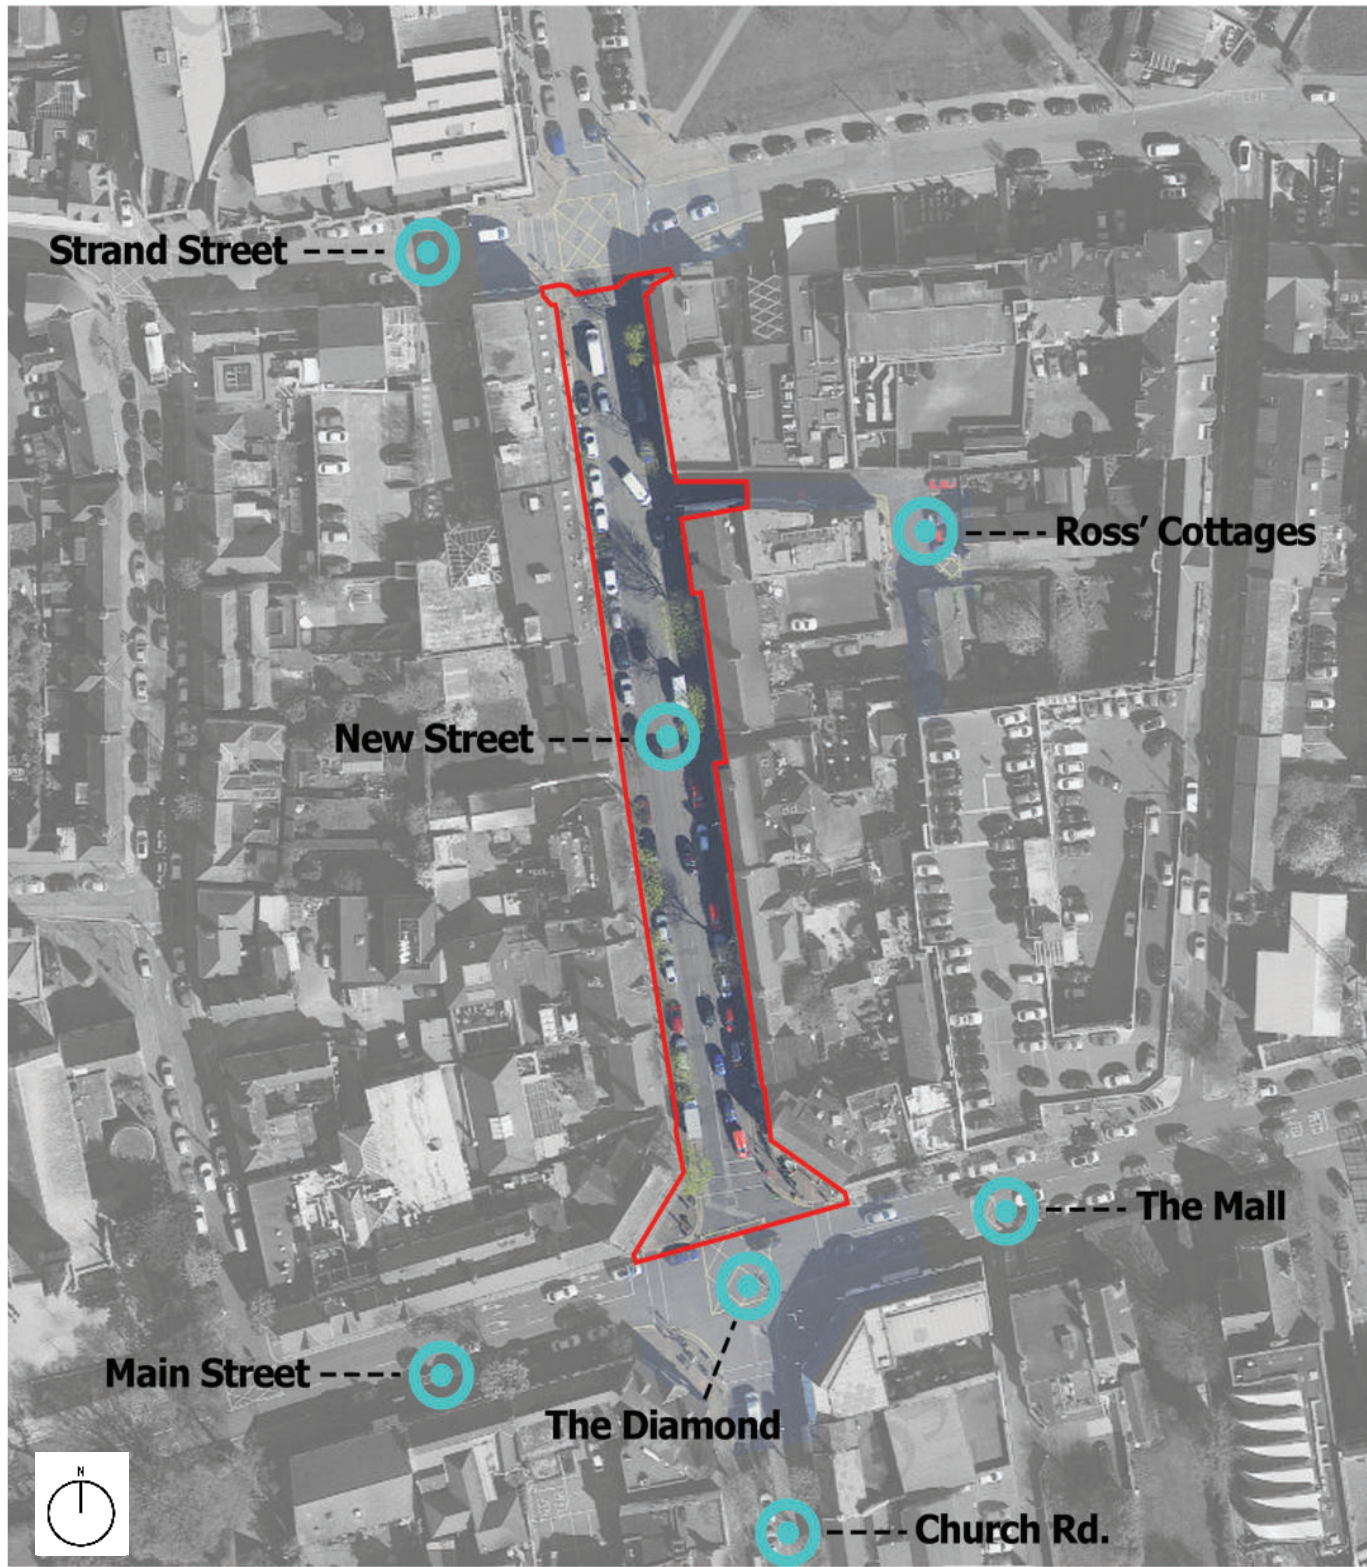 Strand Street
Ross’ Cottages
New Street
The Mall
Main Street
The Diamond
N
Church Rd.